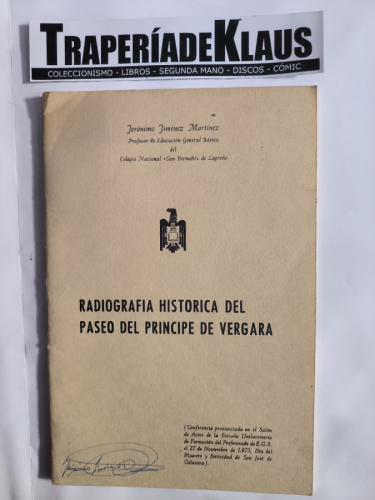 TRAPERÍADEKLAUS
COLECCIONISMO - LIBROS - SEGUNDA MANO - DISCOS - CÓMIC
Jerónimo Jiménez Martínez
Profesor de Educación General Básica
del
Colegio Nacional «San Bernabé» de Logroño
RADIOGRAFIA HISTORICA DEL
PASEO DEL PRINCIPE DE VERGARA
(Conferencia pronunciada en el Salón
de Actos de la Escuela Universitaria
de Formación del Profesorado de E.G.B.
el 27 de Noviembre de 1.973, Día del
Maestro y festividad de San José de
Calasanz)